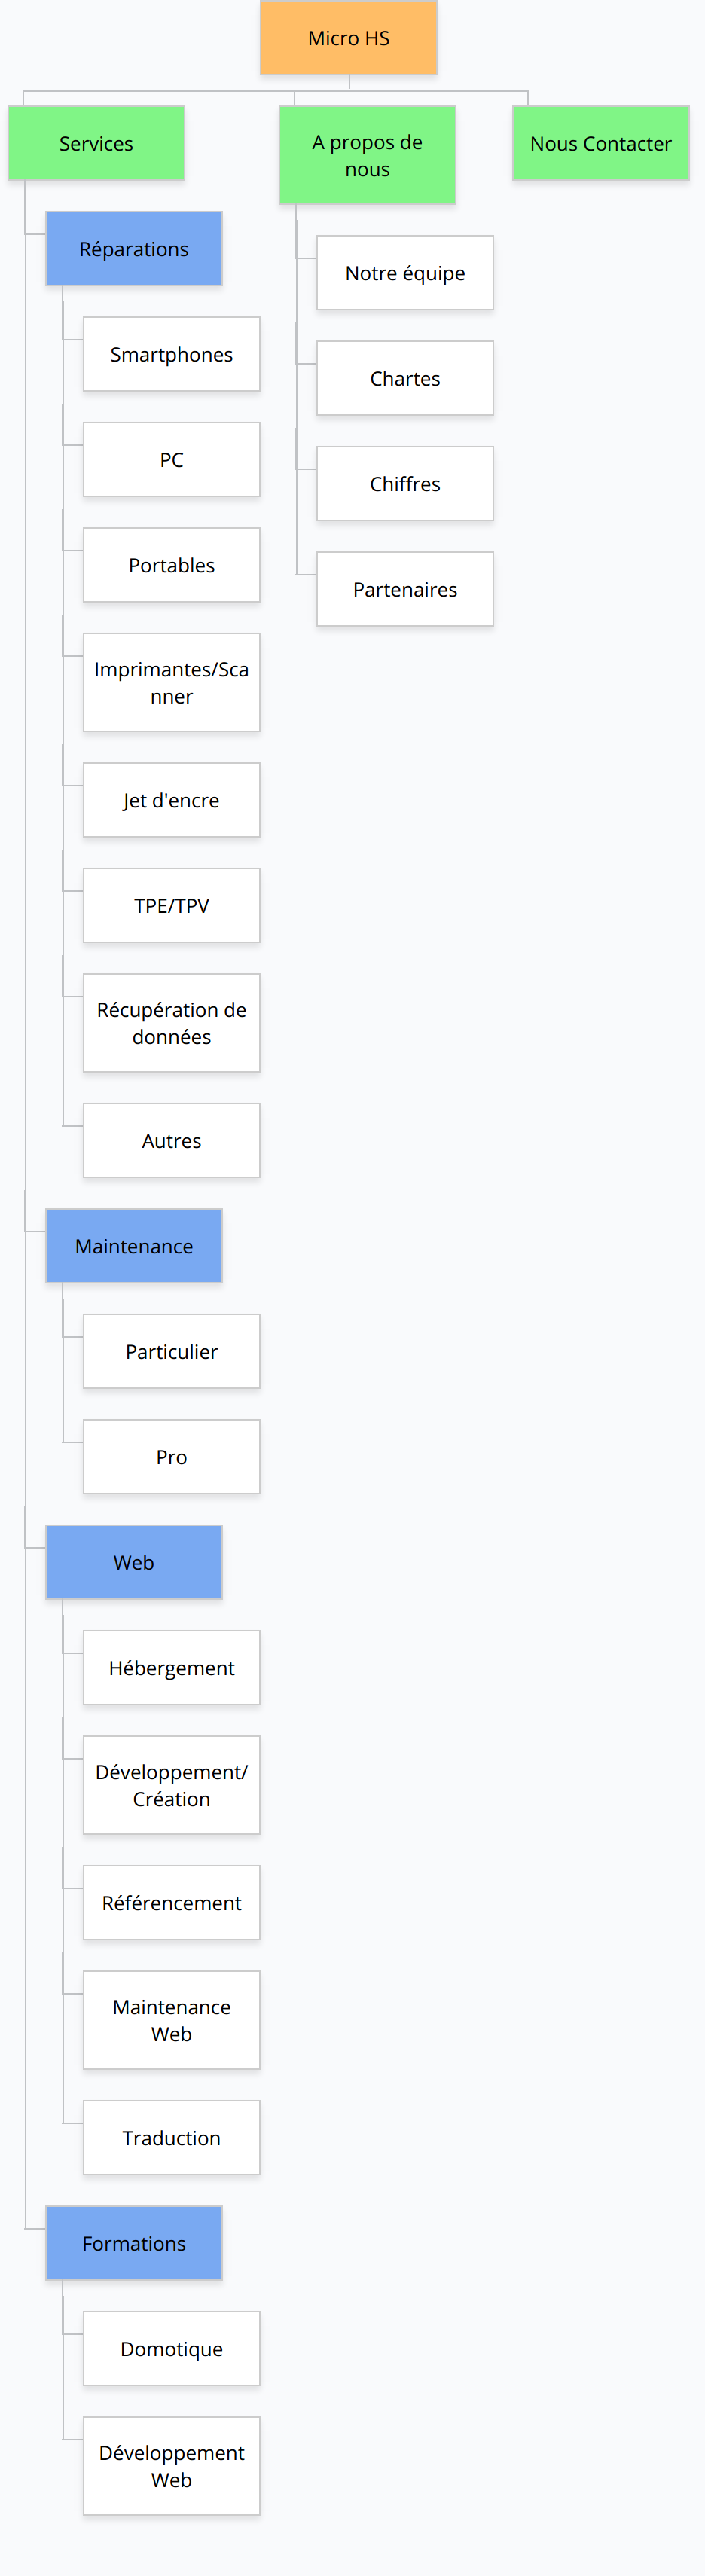 Micro HS
Services
A propos de
nous
Nous Contacter
Réparations
Notre équipe
Smartphones
Chartes
PC
Chiffres
Portables
Partenaires
Imprimantes/Sca
nner
Jet d'encre
TPE/TPV
Récupération de
données
Autres
Maintenance
Particulier
Pro
Web
Hébergement
Développement/
Création
Référencement
Maintenance
Web
Traduction
Formations
Domotique
Développement
Web